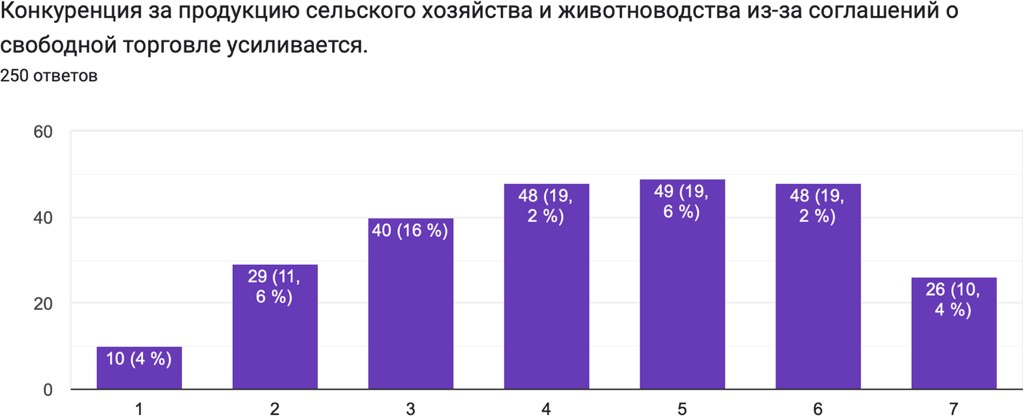 Конкуренция за продукцию сельского хозяйства и животноводства из-за соглашений о
свободной торговле усиливается.
250 ответов
60
40
20
0
10 (4 %)
29 (11,
6 %)
40 (16 %)
48 (19,
2 %)
49 (19,
6 %)
48 (19,
2 %)
26 (10,
4 %)
1 2 3 4 5 6 7